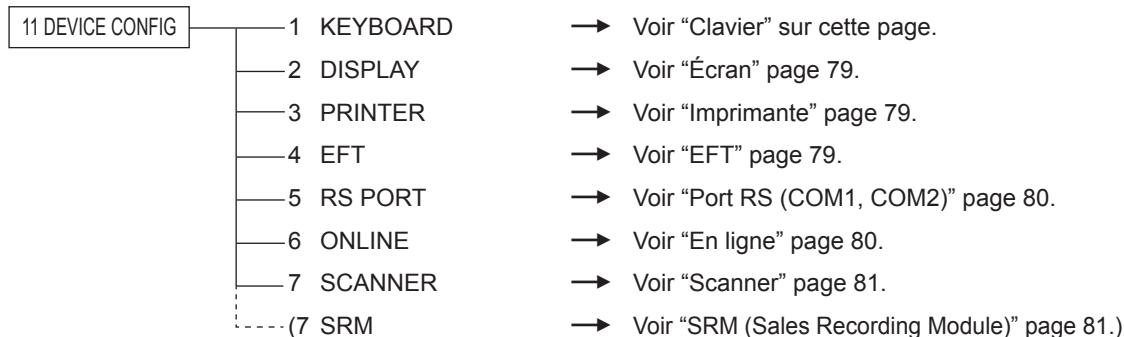 11 DEVICE CONFIG 1 KEYBOARD Voir “Clavier” sur cette page.
2 DISPLAY Voir “Écran” page 79.
3 PRINTER Voir “Imprimante” page 79.
4 EFT Voir “EFT” page 79.
5 RS PORT Voir “Port RS (COM1, COM2)” page 80.
6 ONLINE Voir “En ligne” page 80.
7 SCANNER Voir “Scanner” page 81.
(7 SRM Voir “SRM (Sales Recording Module)” page 81.)